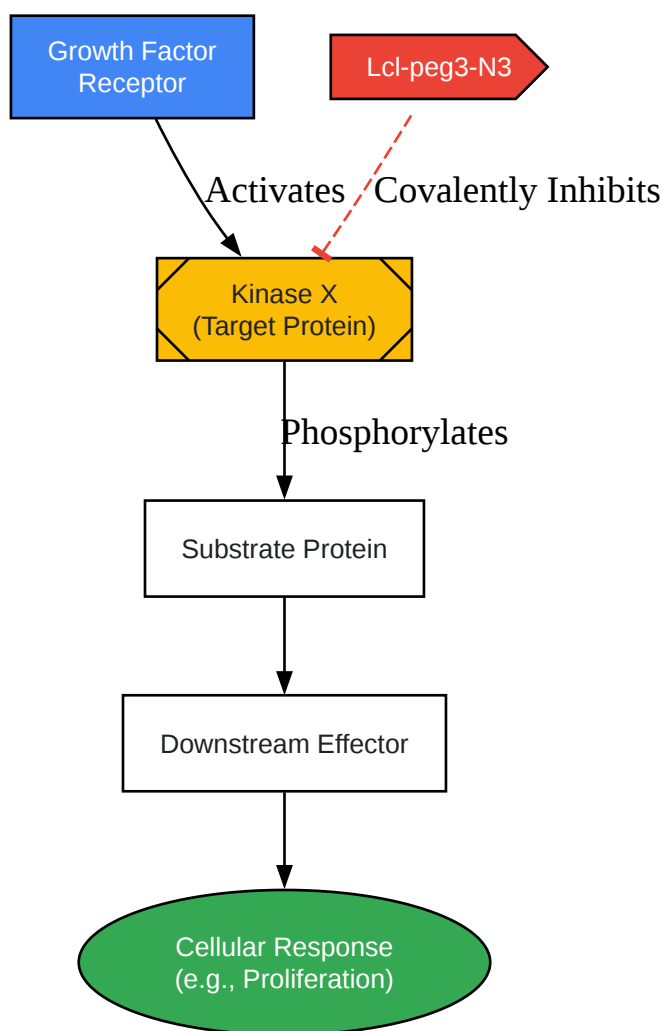 Growth Factor
Receptor
Lcl-peg3-N3
Activates
Covalently Inhibits
Kinase X
(Target Protein)
Phosphorylates
Substrate Protein
Downstream Effector
Cellular Response
(e.g., Proliferation)